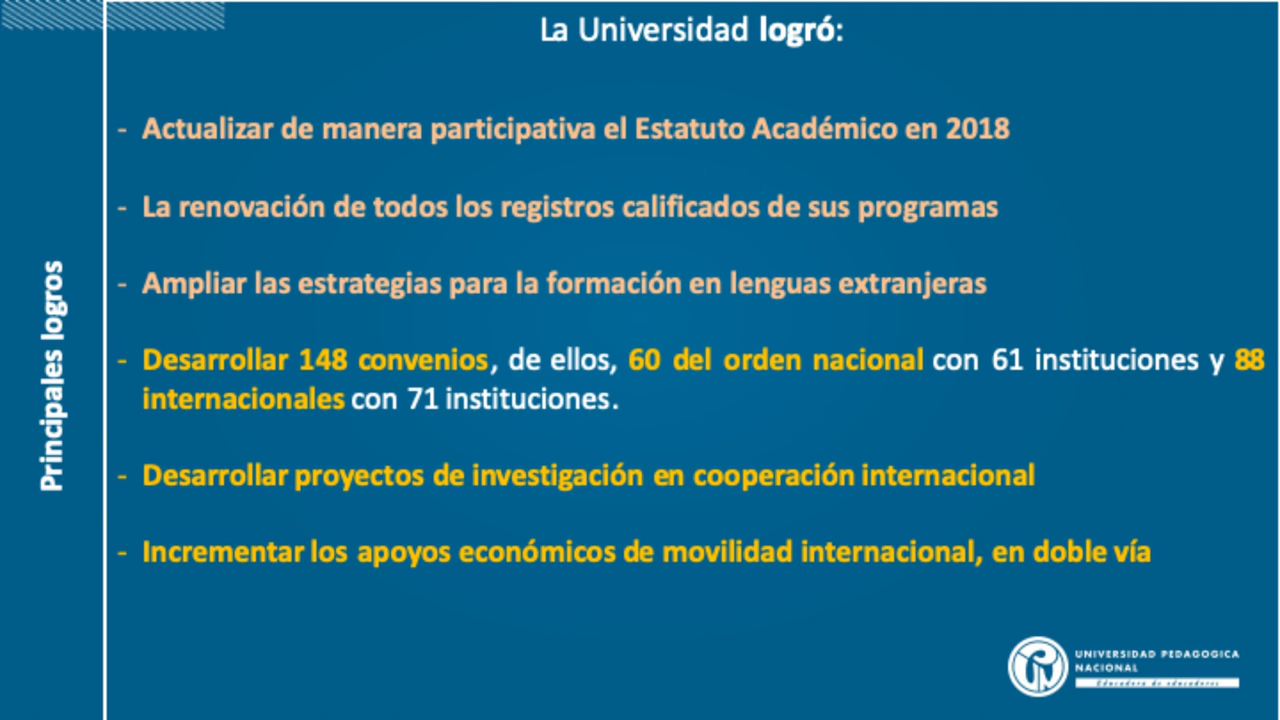 La Universidad logró:
- Actualizar de manera participativa el Estatuto Académico en 2018
- La renovación de todos los registros calificados de sus programas
- Ampliar las estrategias para la formación en lenguas extranjeras
- Desarrollar 148 convenios, de ellos, 60 del orden nacional con 61 instituciones y 88
internacionales con 71 instituciones.
- Desarrollar proyectos de investigación en cooperación internacional
- Incrementar los apoyos económicos de movilidad internacional, en doble vía
Principales logros
UNIVERSIDAD PEDAGOGICA
NACIONAL
Educadora de educadores